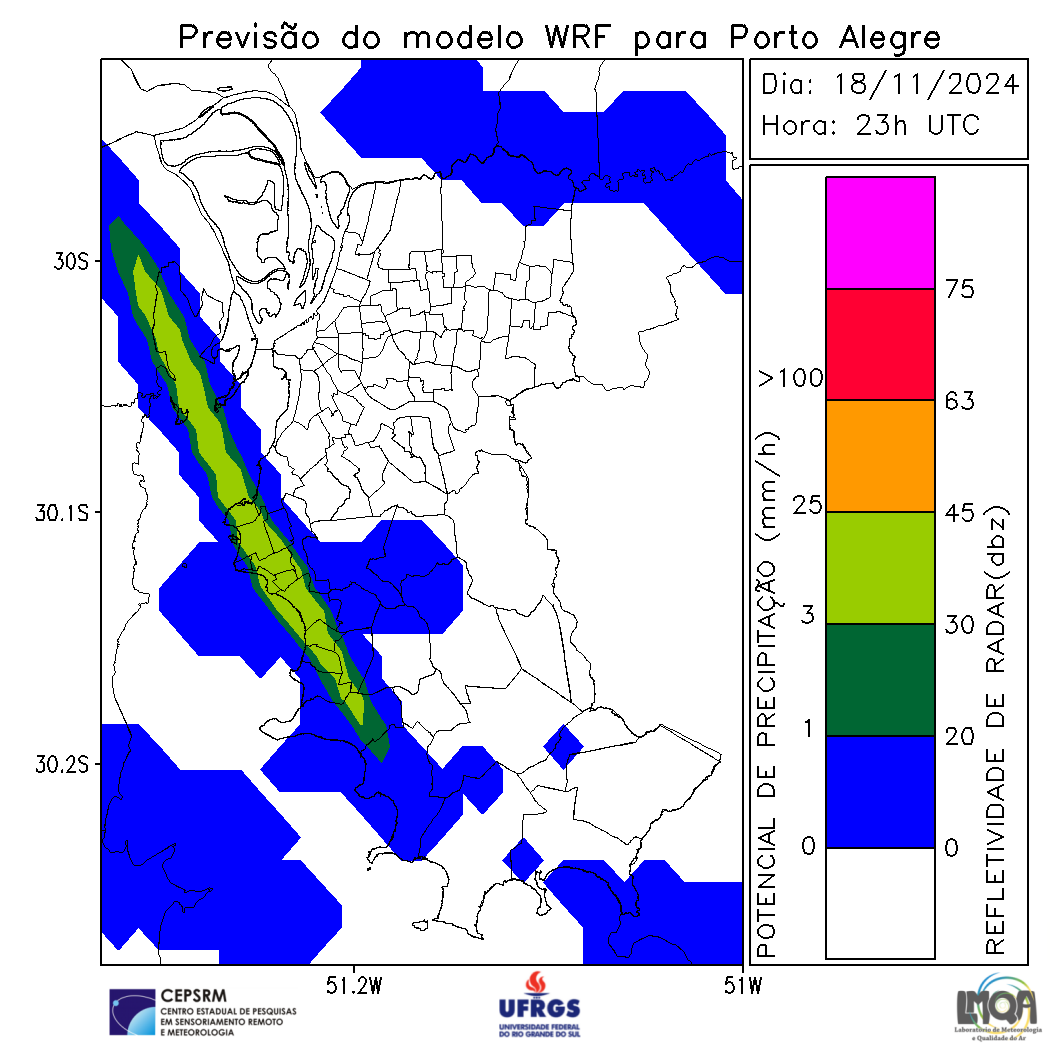 Previsão do modelo WRF para Porto Alegre
Dia: 18/11/2024
Hora: 23h UTC
30S
30.1S
30.2S
51.2W
51W
POTENCIAL DE PRECIPITAÇÃO (mm/h)
>100
25
3
1
0
75
63
45
30
20
0
REFLETIVIDADE DE RADAR(dbz)
CEPSRM
CENTRO ESTADUAL DE PESQUISAS
EM SENSORIAMENTO REMOTO
E METEOROLOGIA
UFRGS
UNIVERSIDADE FEDERAL
DO RIO GRANDE DO SUL
LMQA
Laboratório de Meteorologia
e Qualidade do Ar